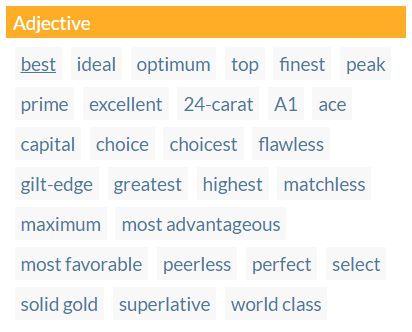 Adjective
best ideal optimum top finest peak
prime excellent 24-carat A1 ace
capital choice choicest flawless
gilt-edge greatest highest matchless
maximum most advantageous
most favorable peerless perfect select
solid gold superlative world class